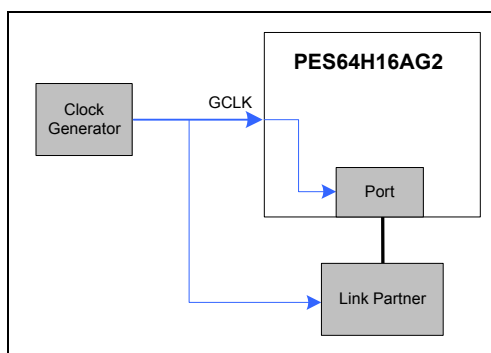 PES64H16AG2
GCLK
Clock
Generator
Port
Link Partner